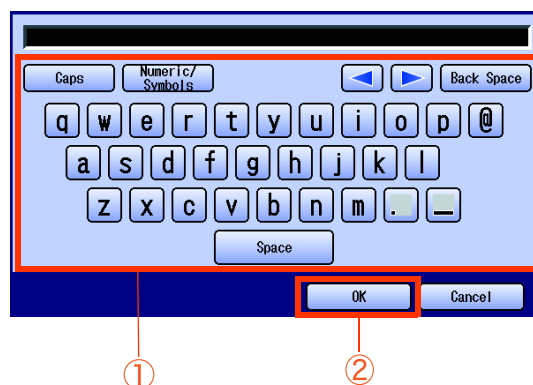 Caps Numeric/ Back Space
Symbols
q w e r t y u i o p @
a s d f g h j k l
z x c v b n m . _
Space
OK Cancel
① ②